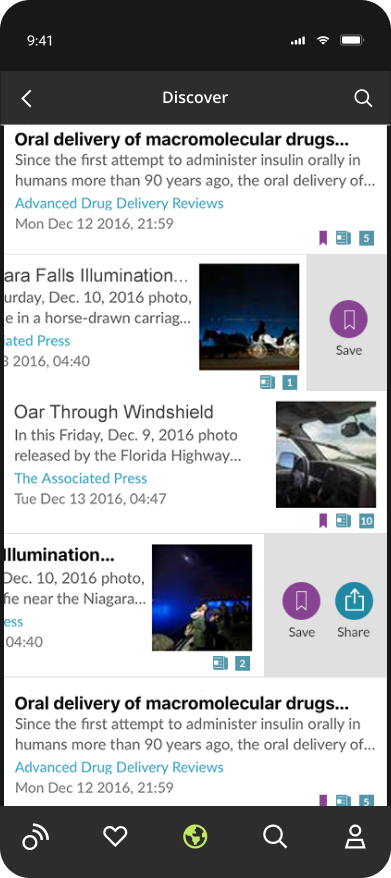 9:41
Discover
Oral delivery of macromolecular drugs...
Since the first attempt to administer insulin orally in
humans more than 90 years ago, the oral delivery of...
Advanced Drug Delivery Reviews
Mon Dec 12 2016, 21:59
5
ara Falls Illumination...
urday, Dec. 10, 2016 photo,
e in a horse-drawn carriag...
iated Press
3 2016, 04:40
1
Save
Oar Through Windshield
In this Friday, Dec. 9, 2016 photo
released by the Florida Highway...
The Associated Press
Tue Dec 13 2016, 04:47
10
Illumination...
Dec. 10, 2016 photo,
fie near the Niagara...
ess
04:40
2
Save
Share
Oral delivery of macromolecular drugs...
Since the first attempt to administer insulin orally in
humans more than 90 years ago, the oral delivery of...
Advanced Drug Delivery Reviews
Mon Dec 12 2016, 21:59
5